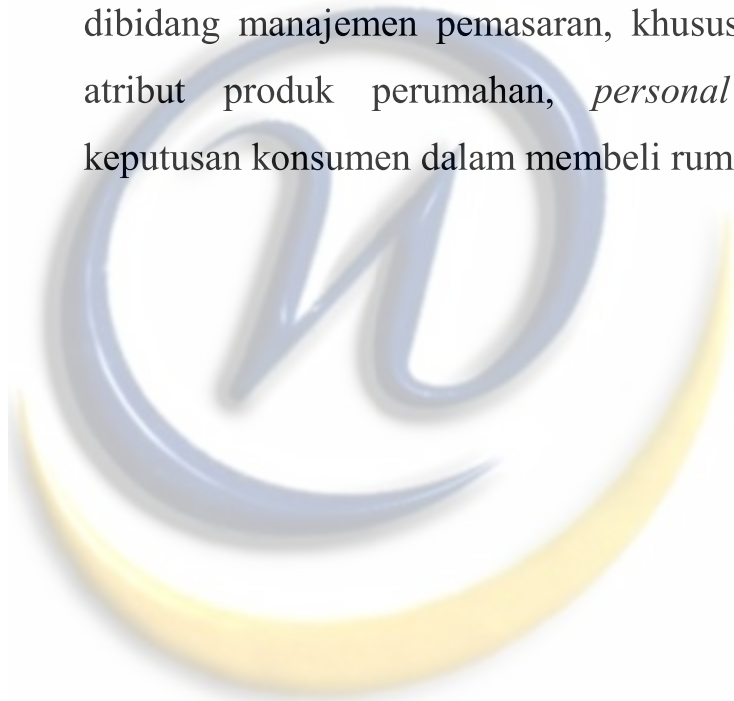 dibidang manajemen pemasaran, khusus
atribut produk perumahan, personal
keputusan konsumen dalam membeli rum